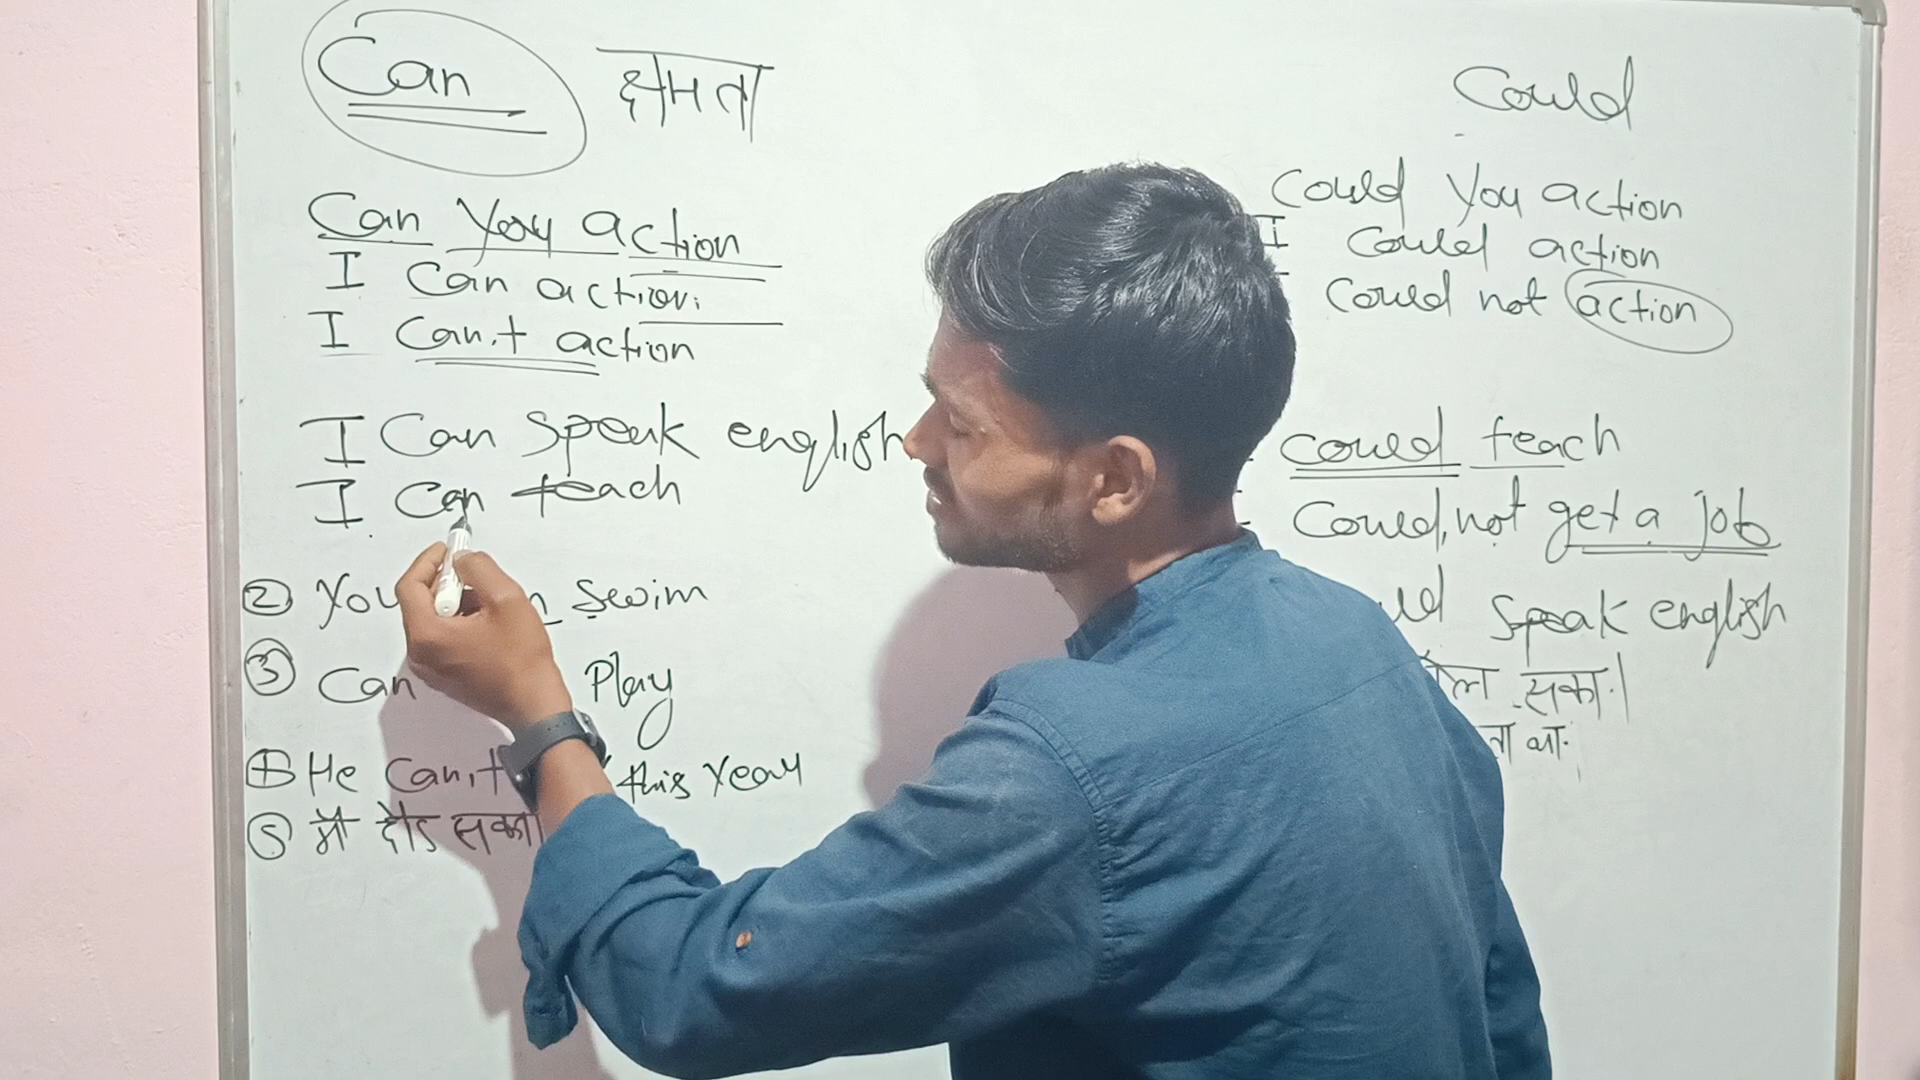 Can क्षमता
Can you action
I Can action.
I Can,t action
I Can Speak english
I Can teach
② You Swim
③ Can Play
④ He Can,t this Year
⑤ मैं दौड सका
Could
Could You action
I Could action
Could not action
Could teach
Could, not get a job
Speak english
सका।
था.